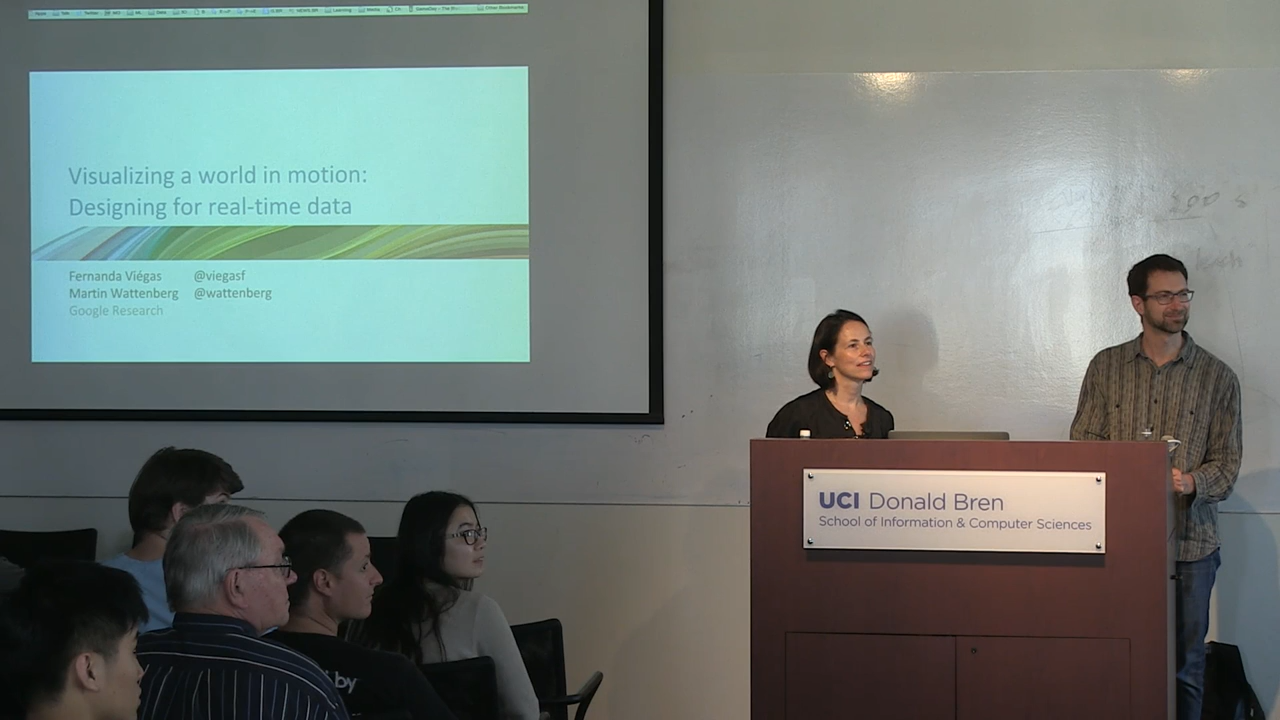 Visualizing a world in motion:
Designing for real-time data
Fernanda Viégas @viegasf
Martin Wattenberg @wattenberg
Google Research
UCI Donald Bren
School of Information & Computer Sciences
by